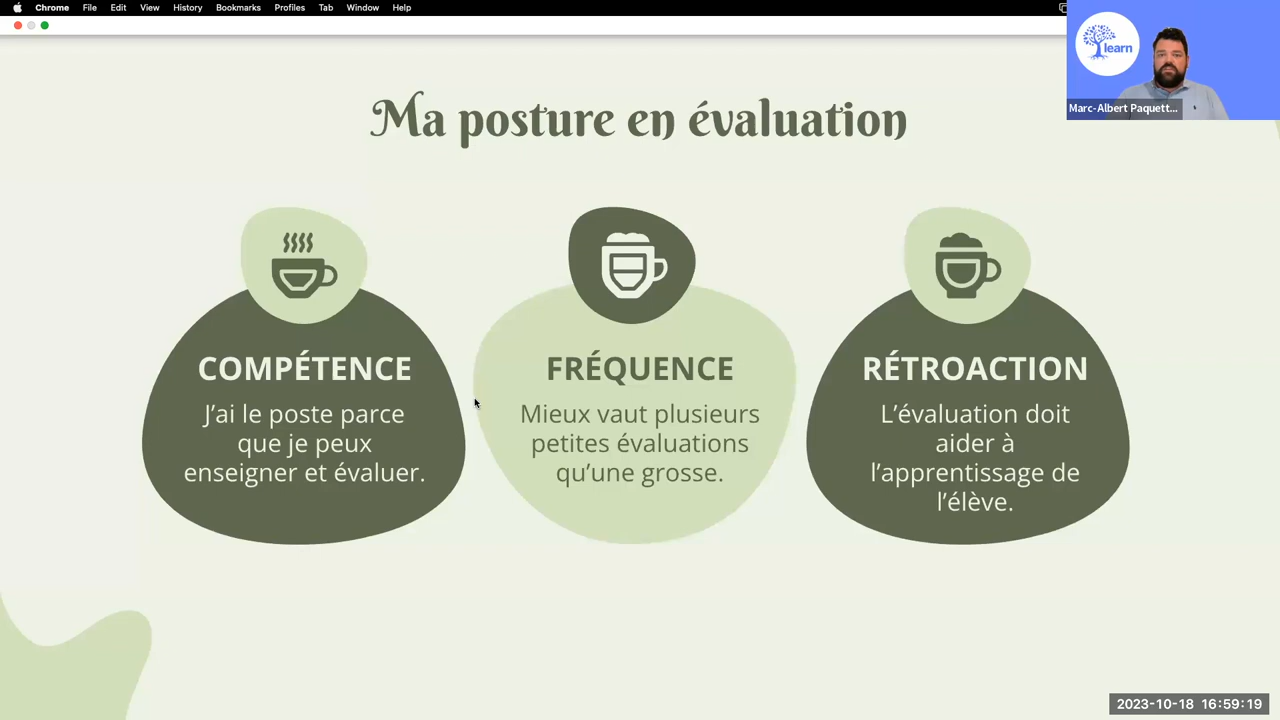 Chrome File Edit View History Bookmarks Profiles Tab Window Help
learn
Marc-Albert Paquett...
Ma posture en évaluation
COMPÉTENCE
J'ai le poste parce
que je peux
enseigner et évaluer.
FRÉQUENCE
Mieux vaut plusieurs
petites évaluations
qu'une grosse.
RÉTROACTION
L'évaluation doit
aider à
l'apprentissage de
l'élève.
2023-10-18 16:59:19